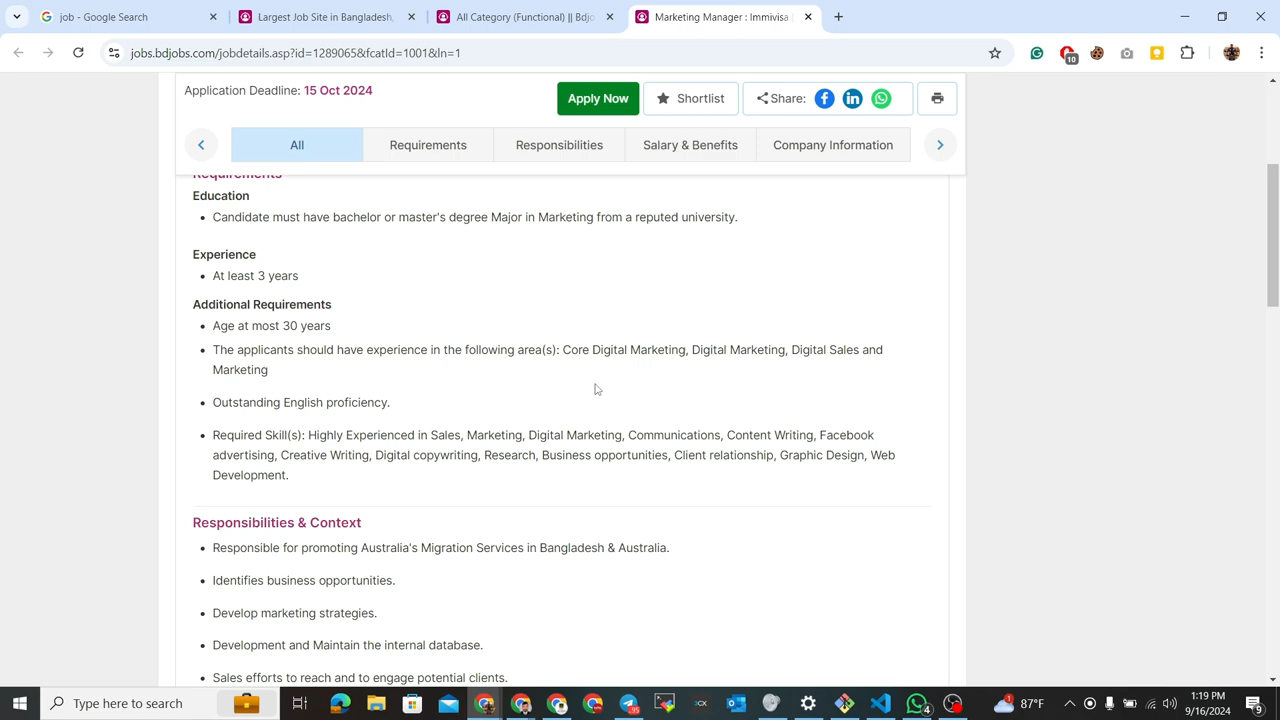 job - Google Search
Largest Job Site in Bangladesh,
All Category (Functional) || Bdjo
Marketing Manager : Immivisa
jobs.bdjobs.com/jobdetails.asp?id=1289065&fcatId=1001&ln=1
10
Application Deadline: 15 Oct 2024
Apply Now
Shortlist
Share:
All
Requirements
Responsibilities
Salary & Benefits
Company Information
Requirements
Education
• Candidate must have bachelor or master's degree Major in Marketing from a reputed university.
Experience
• At least 3 years
Additional Requirements
• Age at most 30 years
• The applicants should have experience in the following area(s): Core Digital Marketing, Digital Marketing, Digital Sales and
Marketing
• Outstanding English proficiency.
• Required Skill(s): Highly Experienced in Sales, Marketing, Digital Marketing, Communications, Content Writing, Facebook
advertising, Creative Writing, Digital copywriting, Research, Business opportunities, Client relationship, Graphic Design, Web
Development.
Responsibilities & Context
• Responsible for promoting Australia's Migration Services in Bangladesh & Australia.
• Identifies business opportunities.
• Develop marketing strategies.
• Development and Maintain the internal database.
• Sales efforts to reach and to engage potential clients.
Type here to search
95
4
1
87°F
1:19 PM
9/16/2024
9